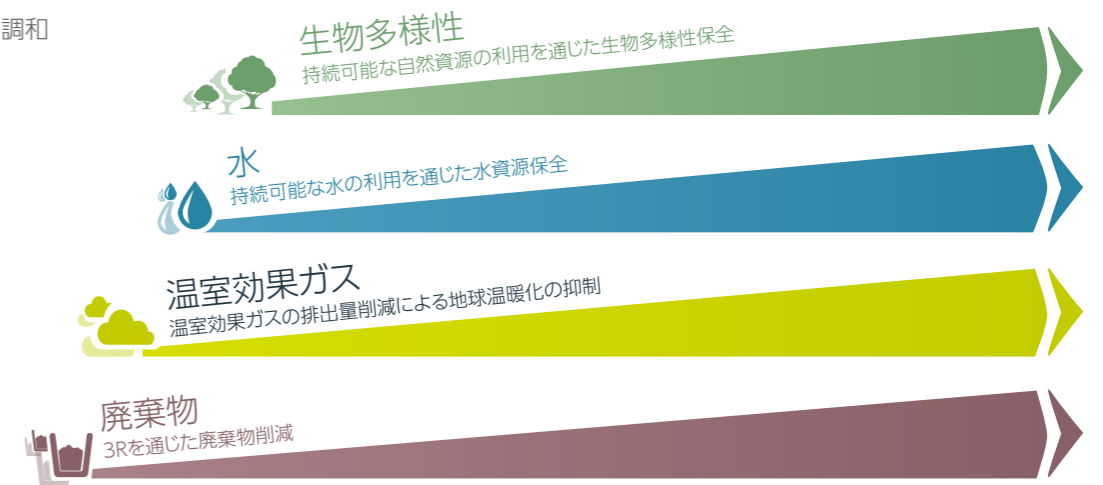 調和
生物多様性
持続可能な自然資源の利用を通じた生物多様性保全
水
持続可能な水の利用を通じた水資源保全
温室効果ガス
温室効果ガスの排出量削減による地球温暖化の抑制
廃棄物
3Rを通じた廃棄物削減